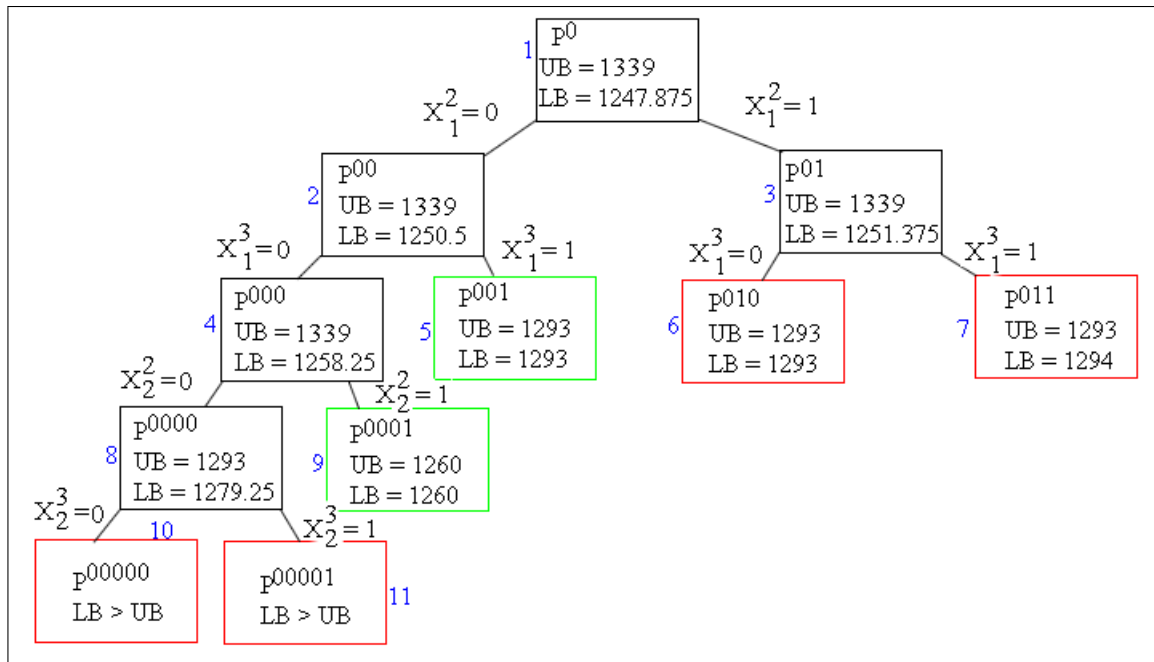 p0
1
UB = 1339
LB = 1247.875
X₁² = 0
X₁² = 1
p00
2
UB = 1339
LB = 1250.5
p01
3
UB = 1339
LB = 1251.375
X₁³ = 0
X₁³ = 1
X₁³ = 0
X₁³ = 1
p000
4
UB = 1339
LB = 1258.25
p001
5
UB = 1293
LB = 1293
p010
6
UB = 1293
LB = 1293
p011
7
UB = 1293
LB = 1294
X₂² = 0
X₂² = 1
p0000
8
UB = 1293
LB = 1279.25
p0001
9
UB = 1260
LB = 1260
X₂³ = 0
X₂³ = 1
10
p00000
LB > UB
p00001
LB > UB
11